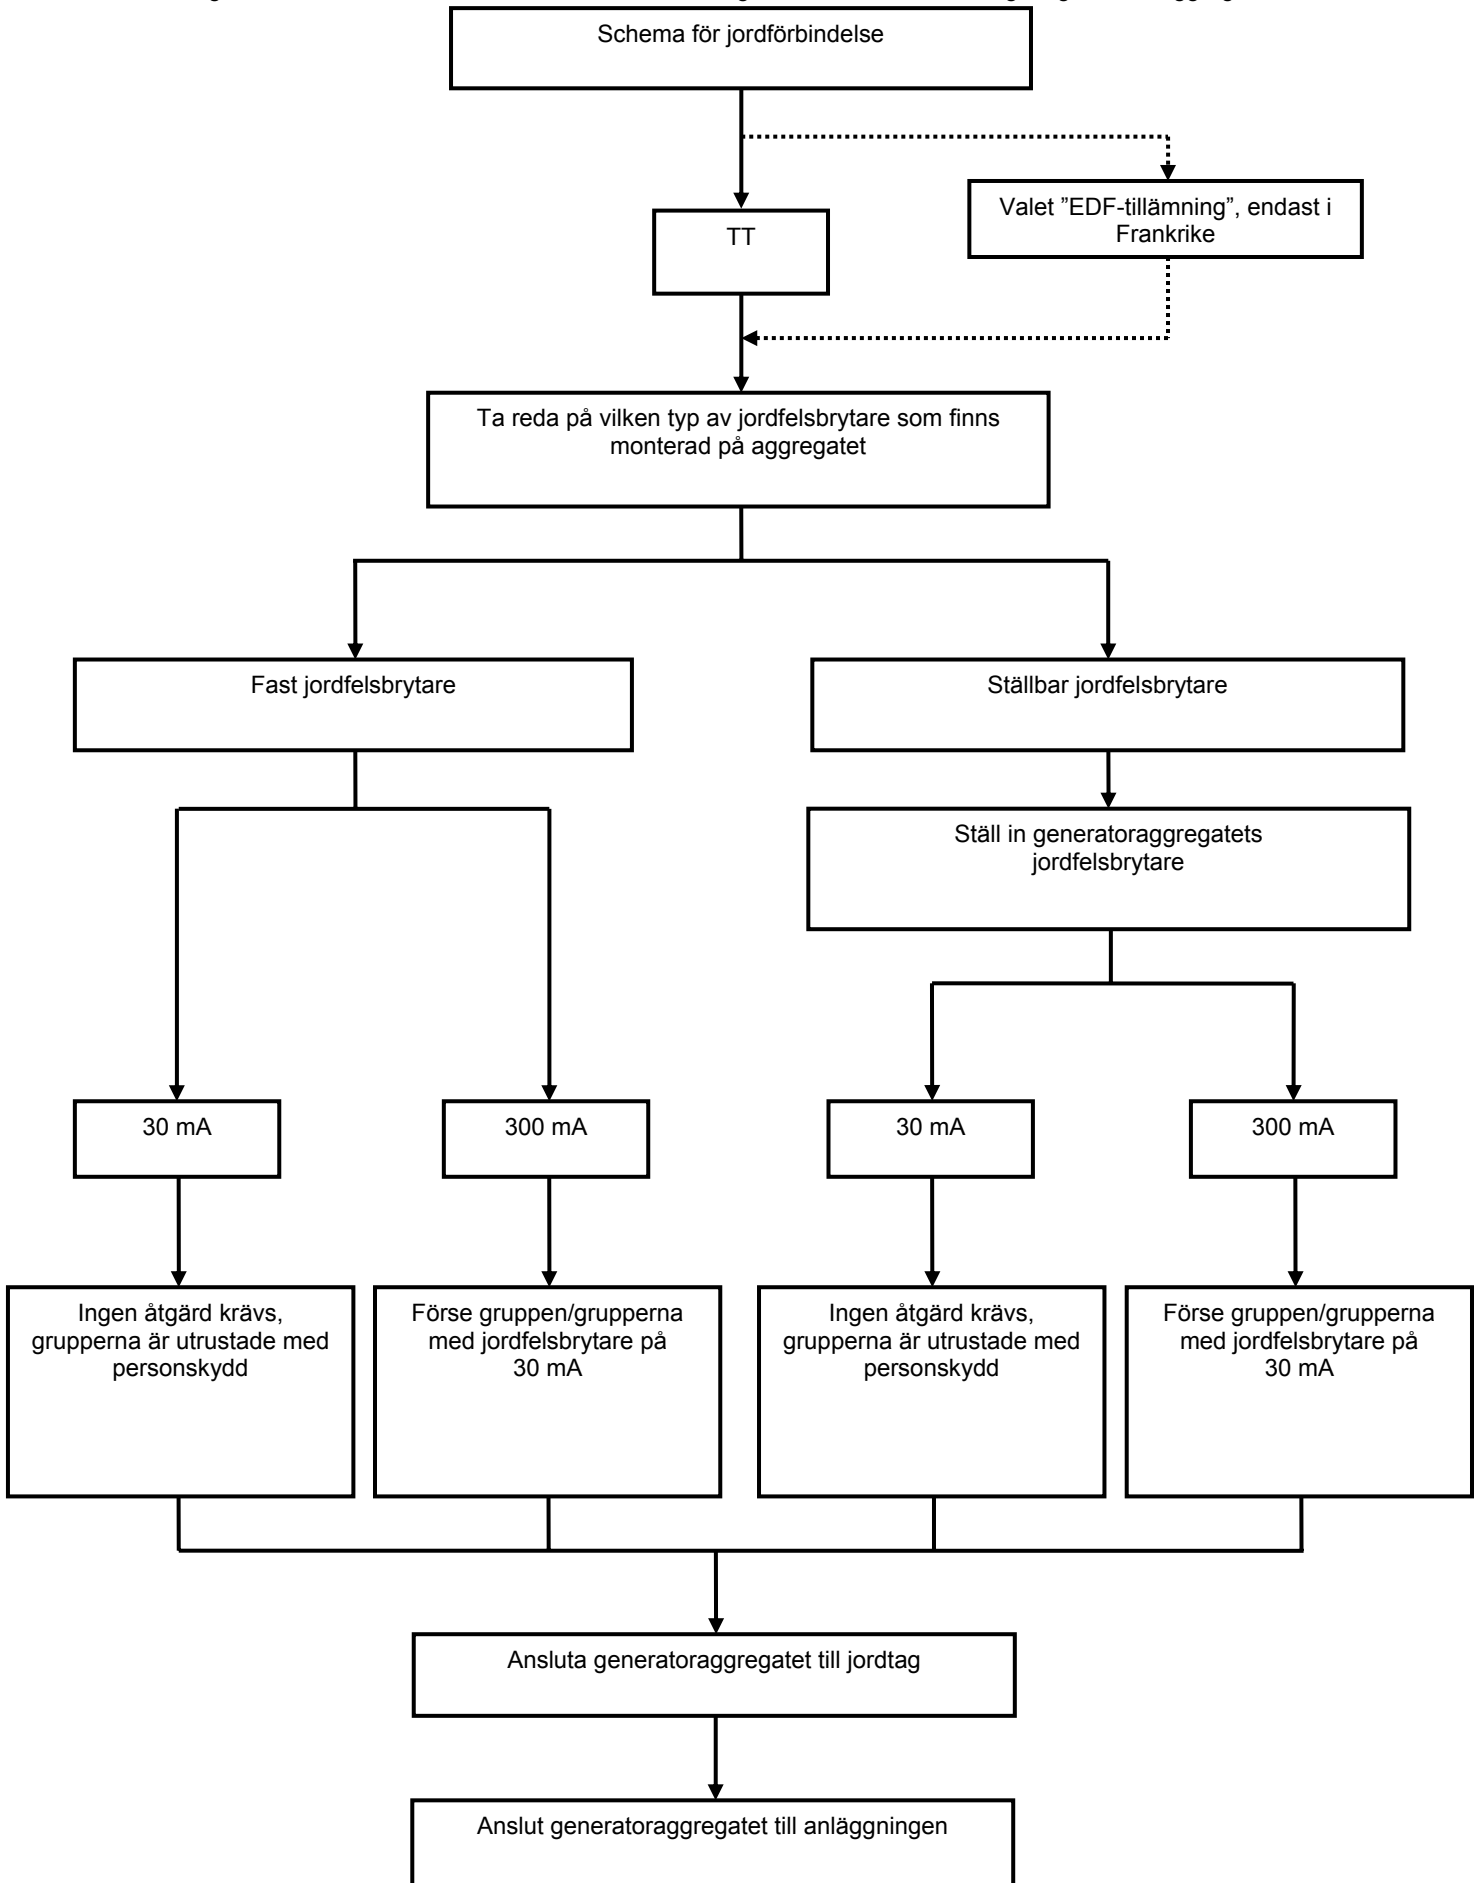 Schema för jordförbindelse
Valet ”EDF-tillämning”, endast i
Frankrike
TT
Ta reda på vilken typ av jordfelsbrytare som finns
monterad på aggregatet
Fast jordfelsbrytare
Ställbar jordfelsbrytare
Ställ in generatoraggregatets
jordfelsbrytare
30 mA
300 mA
30 mA
300 mA
Ingen åtgärd krävs,
grupperna är utrustade med
personskydd
Förse gruppen/grupperna
med jordfelsbrytare på
30 mA
Ingen åtgärd krävs,
grupperna är utrustade med
personskydd
Förse gruppen/grupperna
med jordfelsbrytare på
30 mA
Ansluta generatoraggregatet till jordtag
Anslut generatoraggregatet till anläggningen